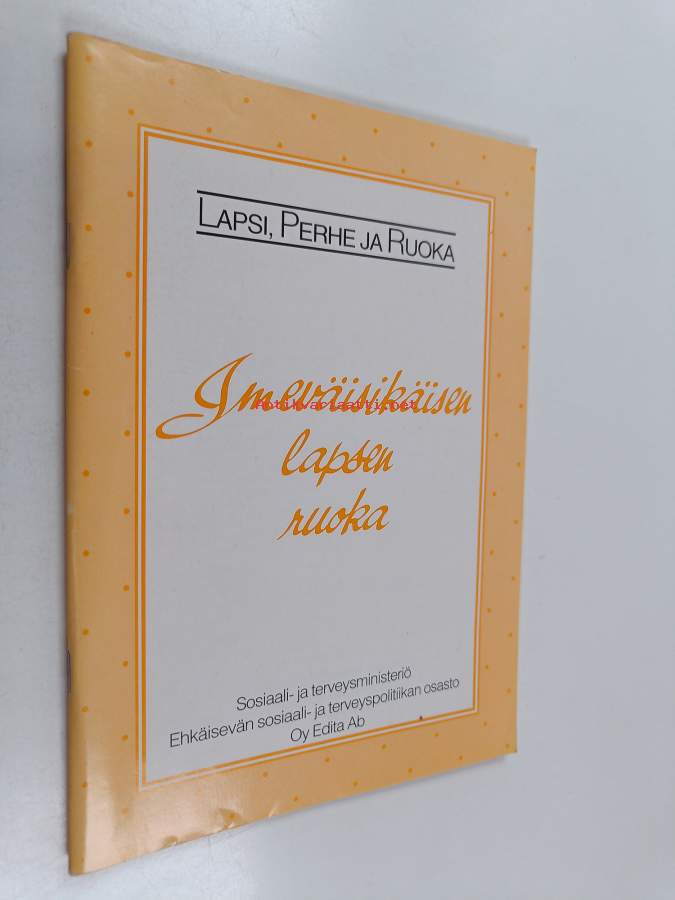 LAPSI, PERHE JA RUOKA
Imeväisikäisen
antikvariaatti.net
lapsen
ruoka
Sosiaali- ja terveysministeriö
Ehkäisevän sosiaali- ja terveyspolitiikan osasto
Oy Edita Ab